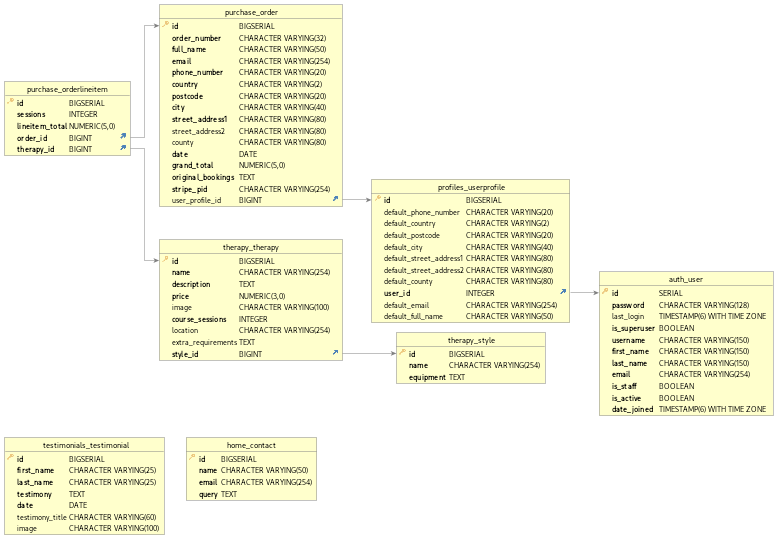 purchase_order
id BIGSERIAL
order_number CHARACTER VARYING(32)
full_name CHARACTER VARYING(50)
email CHARACTER VARYING(254)
phone_number CHARACTER VARYING(20)
country CHARACTER VARYING(2)
postcode CHARACTER VARYING(20)
city CHARACTER VARYING(40)
street_address1 CHARACTER VARYING(80)
street_address2 CHARACTER VARYING(80)
county CHARACTER VARYING(80)
date DATE
grand_total NUMERIC(5,0)
original_bookings TEXT
stripe_pid CHARACTER VARYING(254)
user_profile_id BIGINT
purchase_orderlineitem
id BIGSERIAL
sessions INTEGER
lineitem_total NUMERIC(5,0)
order_id BIGINT
therapy_id BIGINT
profiles_userprofile
id BIGSERIAL
default_phone_number CHARACTER VARYING(20)
default_country CHARACTER VARYING(2)
default_postcode CHARACTER VARYING(20)
default_city CHARACTER VARYING(40)
default_street_address1 CHARACTER VARYING(80)
default_street_address2 CHARACTER VARYING(80)
default_county CHARACTER VARYING(80)
user_id INTEGER
default_email CHARACTER VARYING(254)
default_full_name CHARACTER VARYING(50)
therapy_therapy
id BIGSERIAL
name CHARACTER VARYING(254)
description TEXT
price NUMERIC(3,0)
image CHARACTER VARYING(100)
course_sessions INTEGER
location CHARACTER VARYING(254)
extra_requirements TEXT
style_id BIGINT
auth_user
id SERIAL
password CHARACTER VARYING(128)
last_login TIMESTAMP(6) WITH TIME ZONE
is_superuser BOOLEAN
username CHARACTER VARYING(150)
first_name CHARACTER VARYING(150)
last_name CHARACTER VARYING(150)
email CHARACTER VARYING(254)
is_staff BOOLEAN
is_active BOOLEAN
date_joined TIMESTAMP(6) WITH TIME ZONE
therapy_style
id BIGSERIAL
name CHARACTER VARYING(254)
equipment TEXT
testimonials_testimonial
id BIGSERIAL
first_name CHARACTER VARYING(25)
last_name CHARACTER VARYING(25)
testimony TEXT
date DATE
testimony_title CHARACTER VARYING(60)
image CHARACTER VARYING(100)
home_contact
id BIGSERIAL
name CHARACTER VARYING(50)
email CHARACTER VARYING(254)
query TEXT